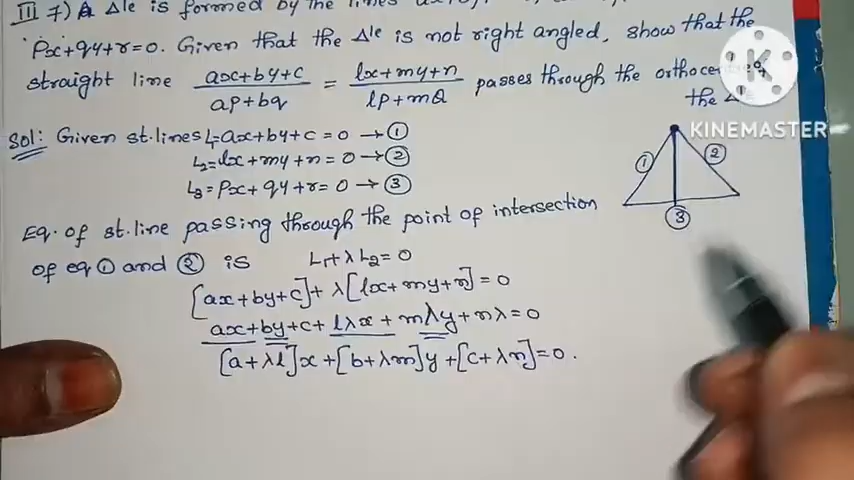 III 7) A Δle is formed by the lines
px+qy+r=0. Given that the Δle is not right angled, show that the
straight line (ax+by+c)/(ap+bq) = (lx+my+n)/(lp+mQ) passes through the
the Δle
K
KINEMASTER
Sol: Given st.lines L₁=ax+by+c=0 → ①
L₂=lx+my+n=0 → ②
L₃=px+qy+r=0 → ③
① ②
③
Eq. of st.line passing through the point of intersection
of eq ① and ② is L₁+λL₂=0
[ax+by+c]+λ[lx+my+n]=0
ax+by+c+lλx+mλy+nλ=0
[a+λl]x+[b+λm]y+[c+λn]=0.